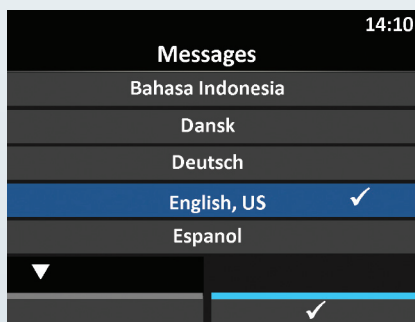 14:10
Messages
Bahasa Indonesia
Dansk
Deutsch
English, US
Espanol